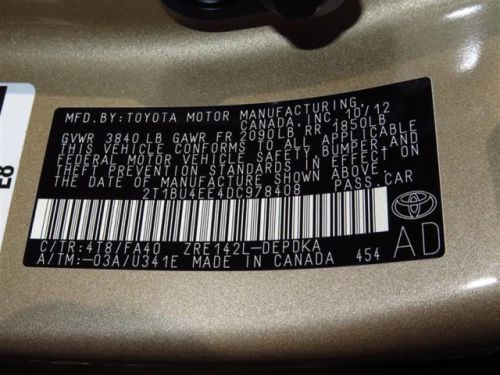 MFD. BY: TOYOTA MOTOR MANUFACTURING,
CANADA, INC. 10/12
GVWR 3840 LB GAWR FR 2090LB RR 1850LB
THIS VEHICLE CONFORMS TO ALL APPLICABLE
FEDERAL MOTOR VEHICLE SAFETY, BUMPER, AND
THEFT PREVENTION STANDARDS IN EFFECT ON
THE DATE OF MANUFACTURE SHOWN ABOVE.
2T1BU4EE4DC978408 PASS. CAR
C/TR: 4T8/FA40 ZRE142L-DEPDKA
A/TM: -03A/U341E MADE IN CANADA 454
AD
E8